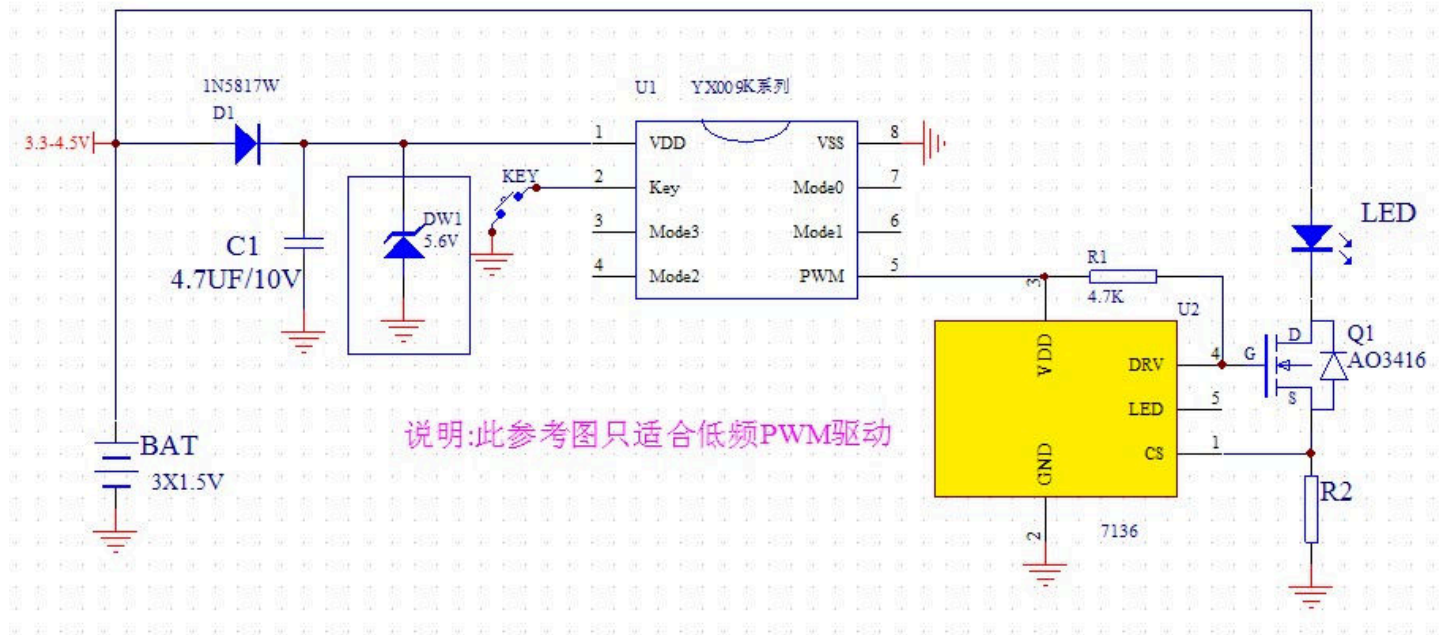 1N5817W
D1
3.3-4.5V
C1
4.7UF/10V
DW1
5.6V
KEY
U1 YX009K系列
1 VDD VSS 8
2 Key Mode0 7
3 Mode3 Mode1 6
4 Mode2 PWM 5
R1
4.7K
U2
3
VDD
DRV 4
LED 5
CS 1
GND
2
7136
LED
G D S
Q1
AO3416
R2
BAT
3X1.5V
说明:此参考图只适合低频PWM驱动